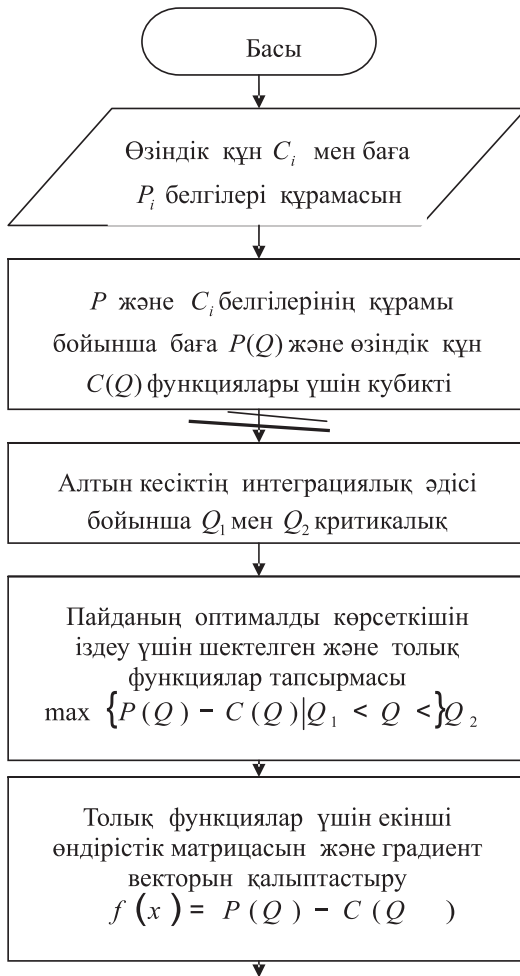 Басы
Өзіндік құн C_i мен баға
P_i белгілері құрамасын
P және C_i белгілерінің құрамы
бойынша баға P(Q) және өзіндік құн
C(Q) функциялары үшін кубикті
Алтын кесіктің интеграциялық әдісі
бойынша Q_1 мен Q_2 критикалық
Пайданың оптималды көрсеткішін
іздеу үшін шектелген және толық
функциялар тапсырмасы
max {P(Q) − C(Q)|Q_1 < Q <}Q_2
Толық функциялар үшін екінші
өндірістік матрицасын және градиент
векторын қалыптастыру
f(x) = P(Q) − C(Q )